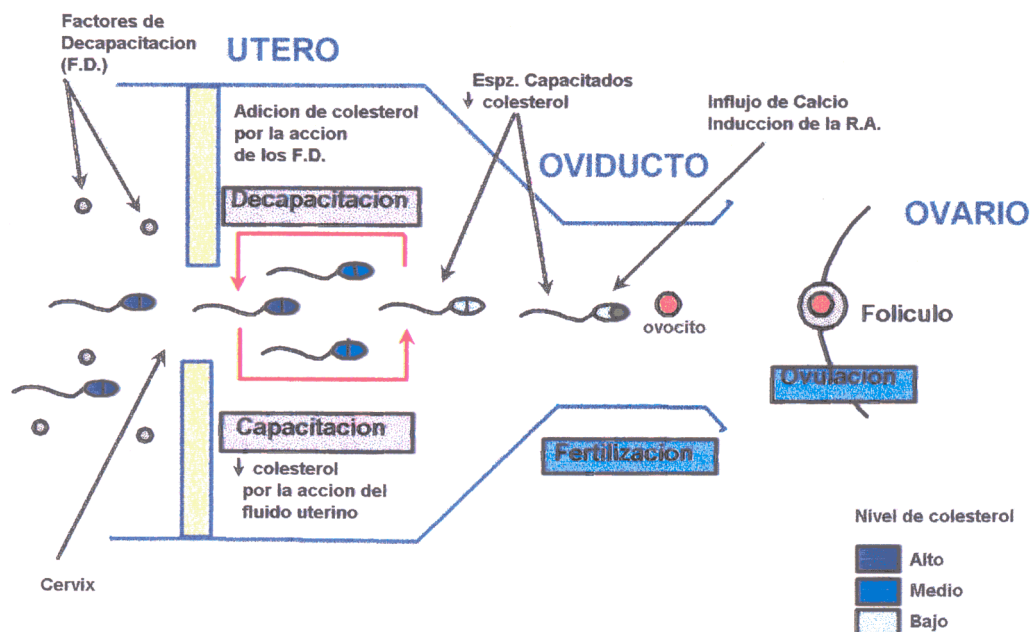 Factores de
Decapacitacion
(F.D.)
UTERO
Adicion de colesterol
por la accion
de los F.D.
Decapacitacion
Espz. Capacitados
↓ colesterol
Influjo de Calcio
Induccion de la R.A.
OVIDUCTO
OVARIO
ovocito
Foliculo
Ovulacion
Capacitacion
↓ colesterol
por la accion del
fluido uterino
Fertilizacion
Cervix
Nivel de colesterol
Alto
Medio
Bajo